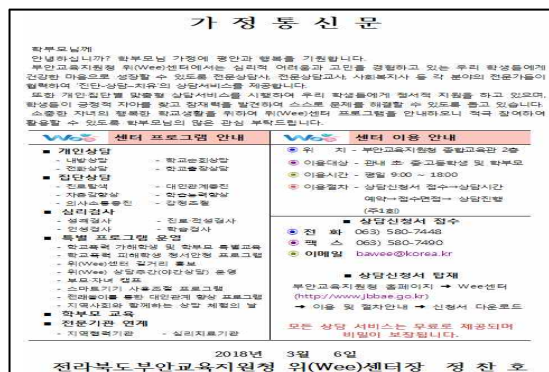 가 정 통 신 문
학부모님께
안녕하십니까? 학부모님 가정에 평안과 행복을 기원합니다.
부안교육지원청 위(Wee)센터에서는 심리적 어려움과 고민을 경험하고 있는 우리 학생들에게
건강한 마음으로 성장할 수 있도록 전문상담사, 전문상담교사, 사회복지사 등 각 분야의 전문가들이
협력하여 '진단-상담-치유'의 상담서비스를 제공합니다.
또한 개인·집단별 맞춤형 상담서비스를 시행하여 우리 학생들에게 정서적 지원을 하고 있으며,
학생들이 긍정적 자아를 찾고 잠재력을 발견하여 스스로 문제를 해결할 수 있도록 돕고 있습니다.
소중한 자녀의 행복한 학교생활을 위하여 위(Wee)센터 프로그램을 안내하오니 적극 참여하여
활용할 수 있도록 학부모님의 많은 관심 부탁드립니다.
Wee 센터 프로그램 안내
■ 개인상담
- 내방상담 - 학교순회상담
- 전화상담 - 학교출장상담
■ 집단상담
- 진로탐색 - 대인관계증진
- 자존감향상 - 학습능력향상
- 의사소통증진 - 감정조절
■ 심리검사
- 성격검사 - 진로적성검사
- 인성검사 - 학습검사
■ 특별 프로그램 운영
- 학교폭력 가해학생 및 학부모 특별교육
- 학교폭력 피해학생 정서안정 프로그램
- 위(Wee)센터 길거리 홍보
- 위(Wee) 상담주간(야간상담) 운영
- 부모·자녀 캠프
- 스마트기기 사용조절 프로그램
- 전래놀이를 통한 대인관계 향상 프로그램
- 지역사회와 함께하는 상담 체험의 날
■ 학부모 교육
■ 전문기관 연계
- 지역협력기관 - 심리치료기관
Wee 센터 이용 안내
위 치 - 부안교육지원청 종합교육관 2층
이용대상 - 관내 초·중·고등학생 및 학부모
이용시간 - 평일 9:00 ~ 18:00
이용절차 - 상담신청서 접수→상담시간
예약→접수면접→ 상담진행
(주1회)
■ 상담신청서 접수
전 화 063) 580-7448
팩 스 063) 580-7490
이메일 bawee@korea.kr
■ 상담신청서 탑재
부안교육지원청 홈페이지 → Wee센터
(http://www.jbbae.go.kr)
→ 이용 및 절차안내 → 신청서 다운로드
모든 상담 서비스는 무료로 제공되며
비밀이 보장됩니다.
2018년 3월 6일
전라북도부안교육지원청 위(Wee)센터장 정 찬 호